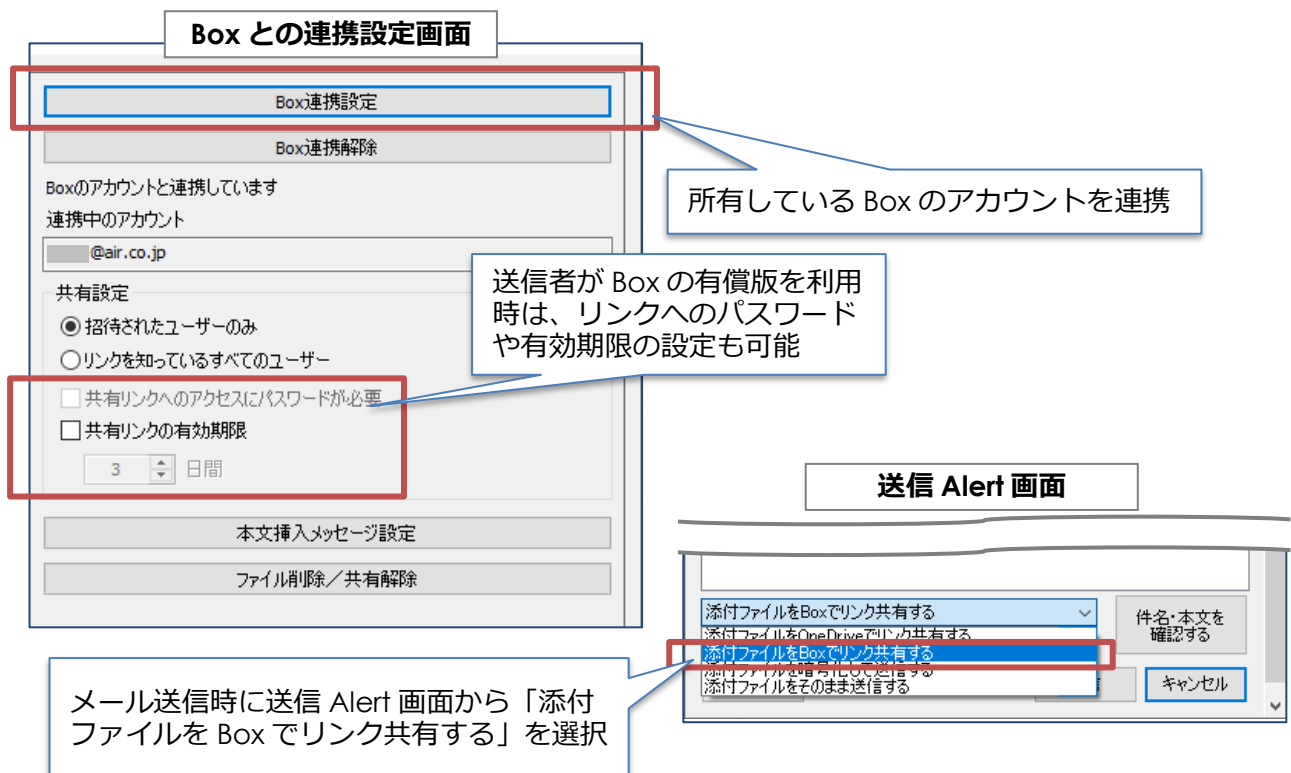 Box との連携設定画面
Box連携設定
Box連携解除
Boxのアカウントと連携しています
連携中のアカウント
@air.co.jp
共有設定
招待されたユーザーのみ
リンクを知っているすべてのユーザー
共有リンクへのアクセスにパスワードが必要
共有リンクの有効期限
3 日間
本文挿入メッセージ設定
ファイル削除／共有解除
所有している Box のアカウントを連携
送信者が Box の有償版を利用
時は、リンクへのパスワード
や有効期限の設定も可能
送信 Alert 画面
添付ファイルをBoxでリンク共有する
添付ファイルをOneDriveでリンク共有する
添付ファイルをBoxでリンク共有する
添付ファイルを暗号化して送信する
添付ファイルをそのまま送信する
件名・本文を
確認する
キャンセル
メール送信時に送信 Alert 画面から「添付
ファイルを Box でリンク共有する」を選択